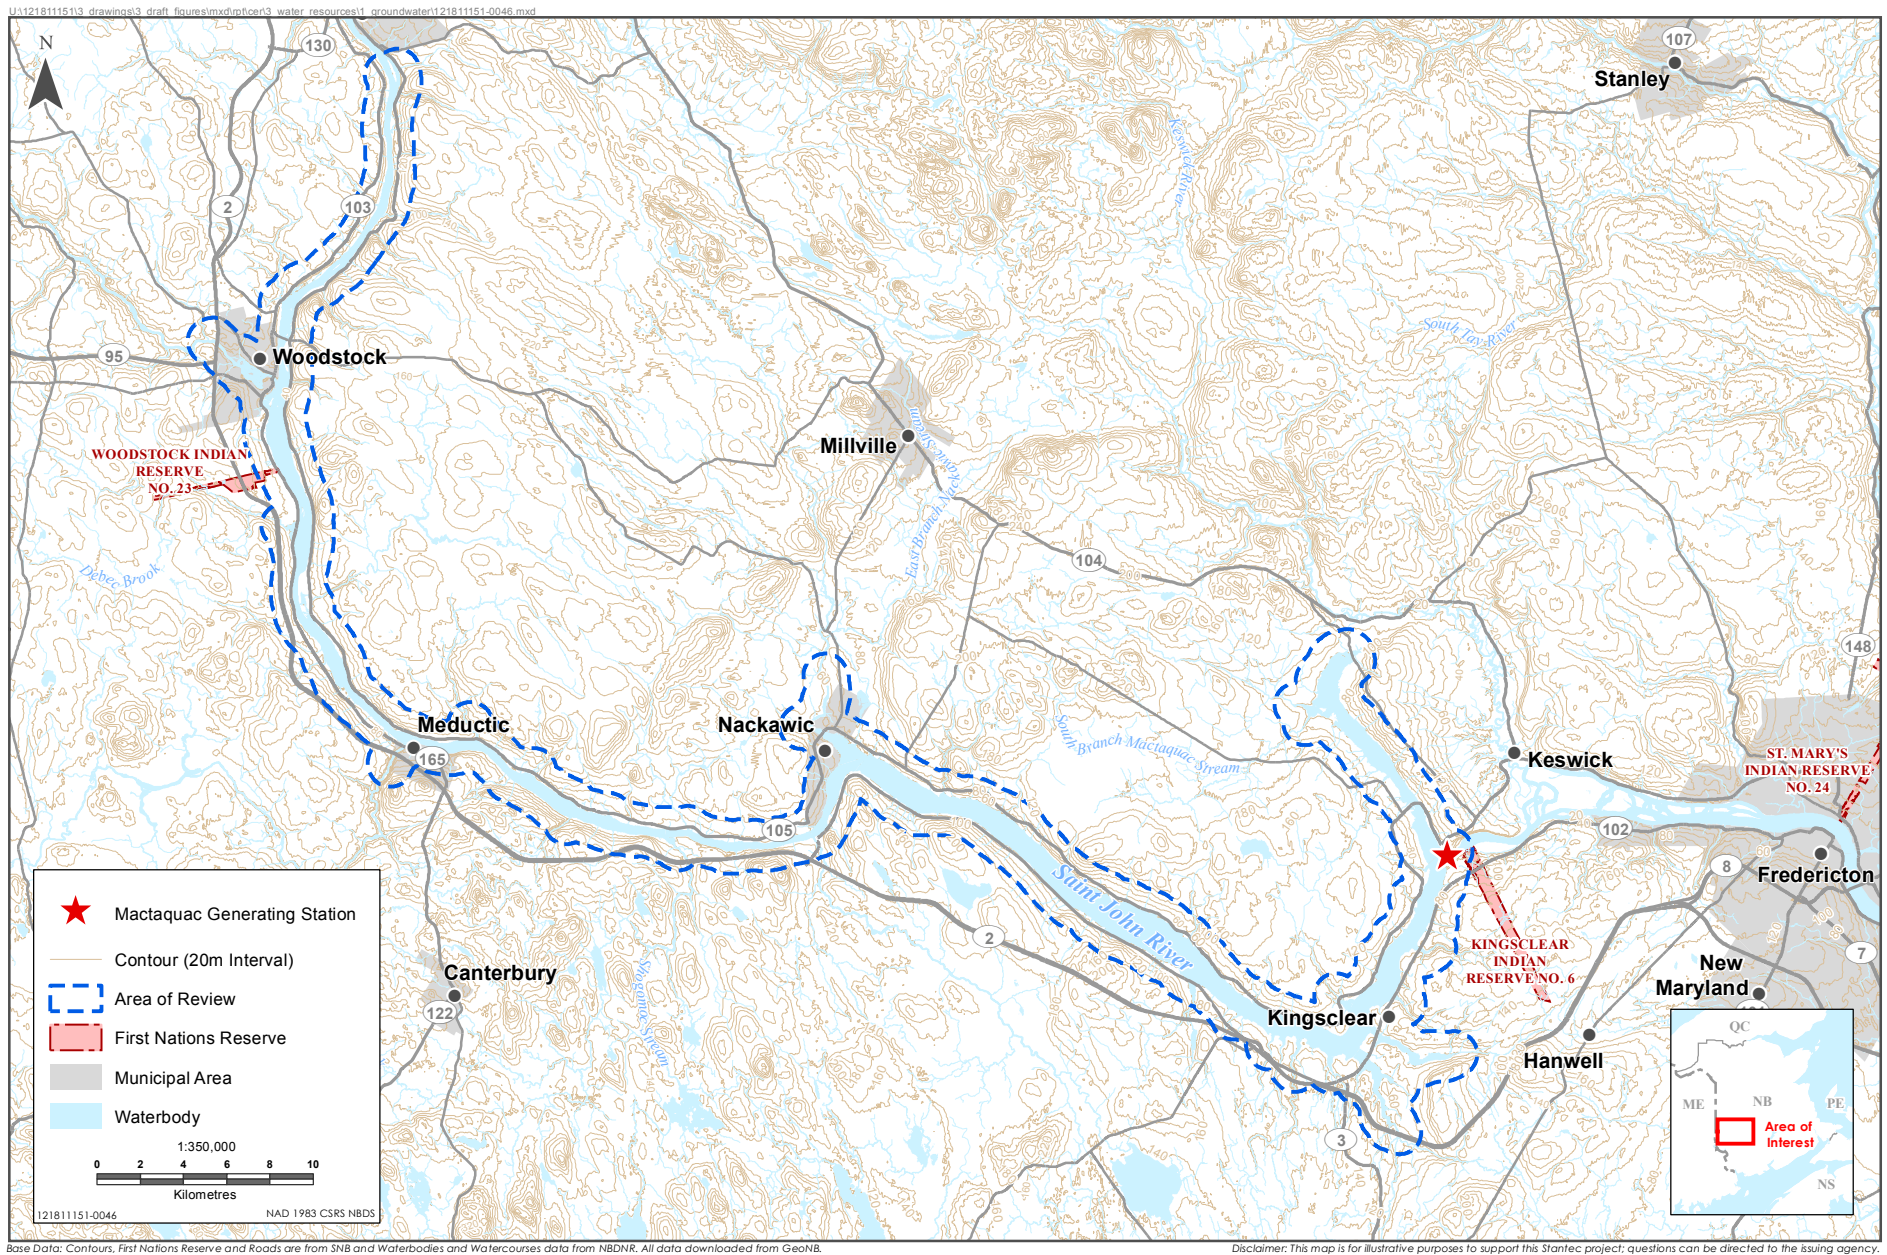 U:\121811151\3_drawings\3_draft_figures\mxd\rpt\cer\3_water_resources\1_groundwater\121811151-0046.mxd
N
130
107
Stanley
Keswick River
2
103
South Tay River
95
Woodstock
160
Millville
WOODSTOCK INDIAN
RESERVE
NO. 23
East Branch Nackawic Stream
Debec Brook
104
200
148
Meductic
Nackawic
165
South Branch Mactaquac Stream
Keswick
ST. MARY'S
INDIAN RESERVE
NO. 24
105
102
8
Fredericton
Saint John River
2
7
KINGSCLEAR
INDIAN
RESERVE NO. 6
New
Maryland
Canterbury
122
Shogomoc Stream
Kingsclear
Hanwell
3
Mactaquac Generating Station
Contour (20m Interval)
Area of Review
First Nations Reserve
Municipal Area
Waterbody
1:350,000
0 2 4 6 8 10
Kilometres
121811151-0046
NAD 1983 CSRS NBDS
QC
ME
NB
PE
Area of
Interest
NS
Base Data: Contours, First Nations Reserve and Roads are from SNB and Waterbodies and Watercourses data from NBDNR. All data downloaded from GeoNB.
Disclaimer: This map is for illustrative purposes to support this Stantec project; questions can be directed to the issuing agency.